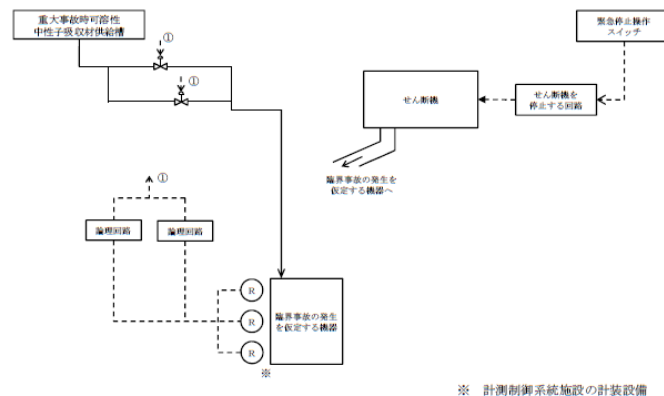 重大事故時可溶性
中性子吸収材供給槽
①
①
緊急停止操作
スイッチ
せん断機
せん断機を
停止する回路
臨界事故の発生を
仮定する機器へ
①
論理回路
論理回路
R
R
R
臨界事故の発生
を仮定する機器
※
※ 計測制御系統施設の計装設備